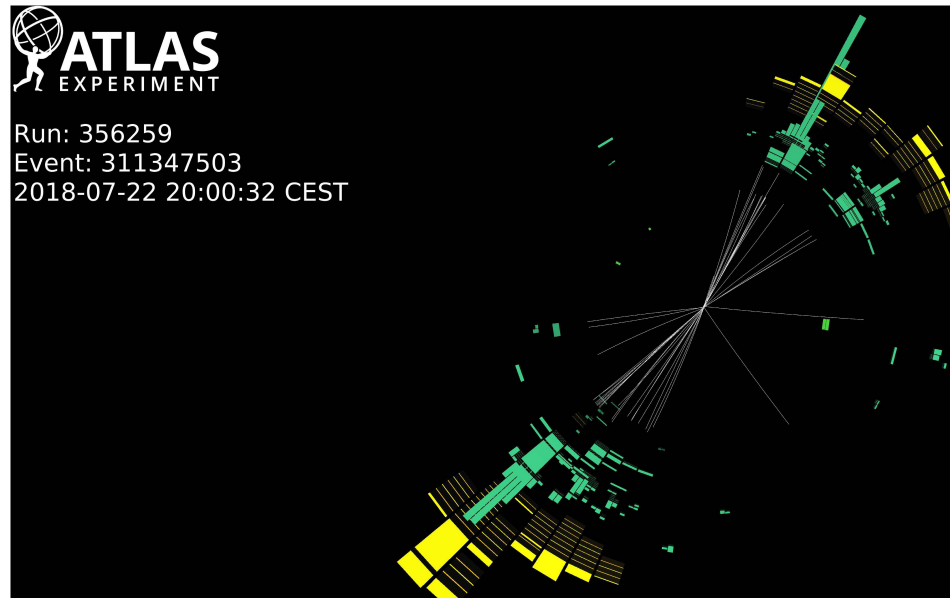 ATLAS
EXPERIMENT
Run: 356259
Event: 311347503
2018-07-22 20:00:32 CEST